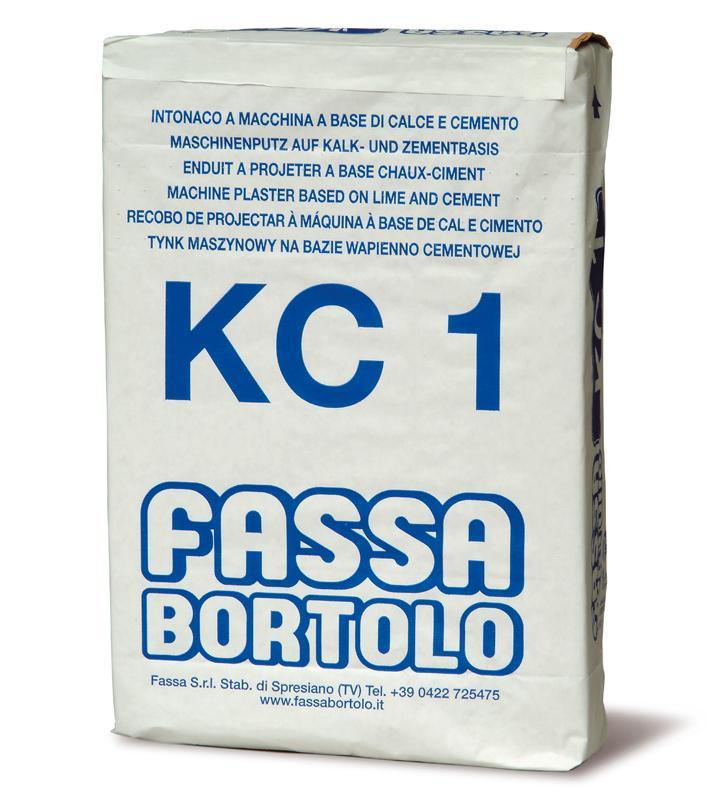 INTONACO A MACCHINA A BASE DI CALCE E CEMENTO
MASCHINENPUTZ AUF KALK- UND ZEMENTBASIS
ENDUIT A PROJETER A BASE CHAUX-CIMENT
MACHINE PLASTER BASED ON LIME AND CEMENT
RECOBO DE PROJECTAR À MÁQUINA À BASE DE CAL E CIMENTO
TYNK MASZYNOWY NA BAZIE WAPIENNO CEMENTOWEJ
KC 1
FASSA
BORTOLO
Fassa S.r.l. Stab. di Spresiano (TV) Tel. +39 0422 725475
www.fassabortolo.it
KC 1